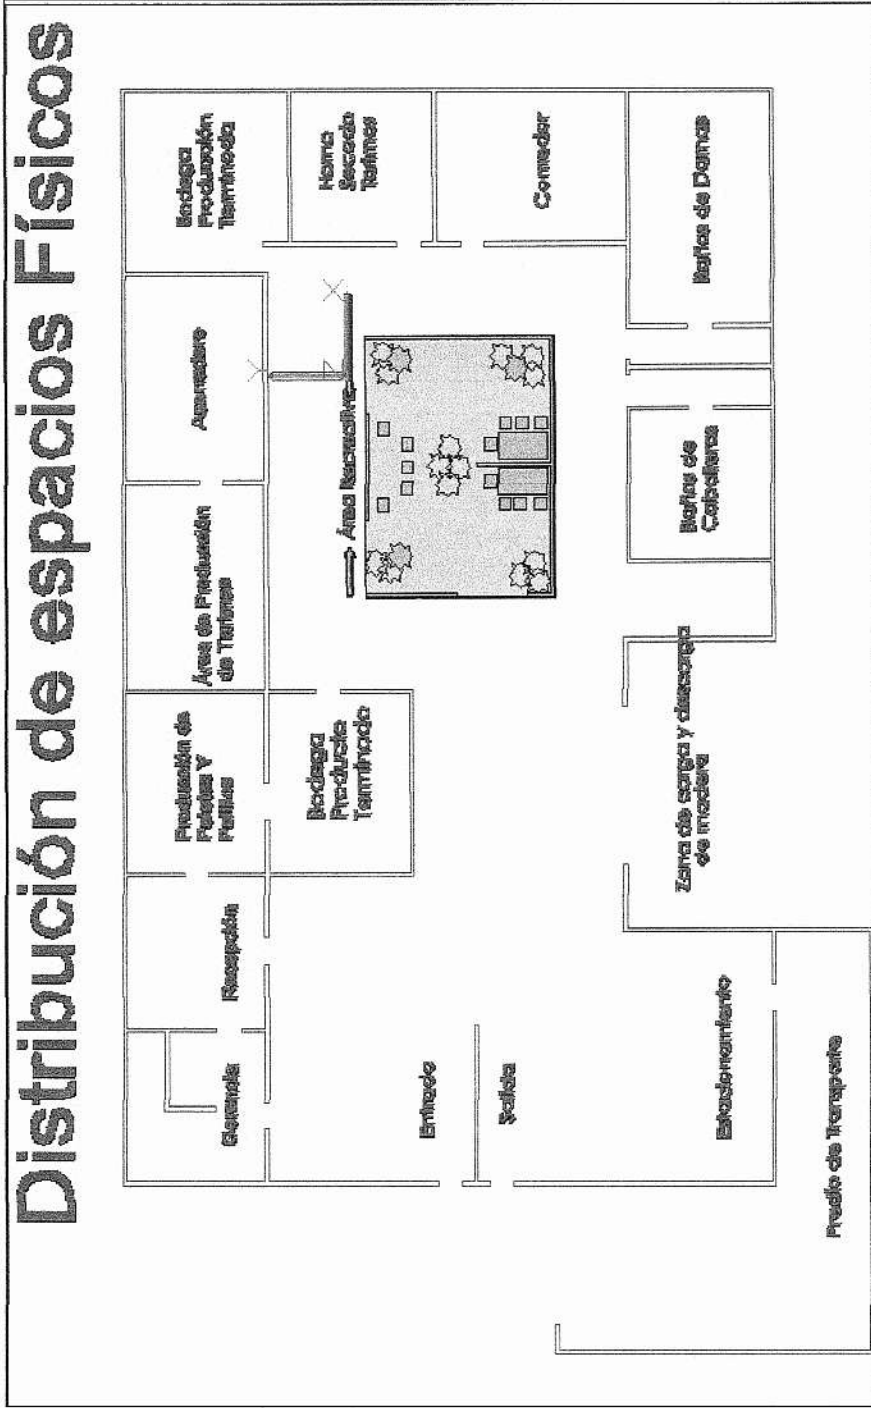 Distribución de espacios Físicos
Gerencia
Recepción
Producción de
Paletas Y
Palillos
Área de Producción
de Tarimas
Aserradero
Bodega
Producción
Terminada
Bodega
Producto
Terminado
Área Recreativa
Horno
Secado
Tarimas
Comedor
Entrada
Salida
Zona de carga y descarga
de madera
Baños de
Caballeros
Baños de Damas
Estacionamiento
Predio de Transporte